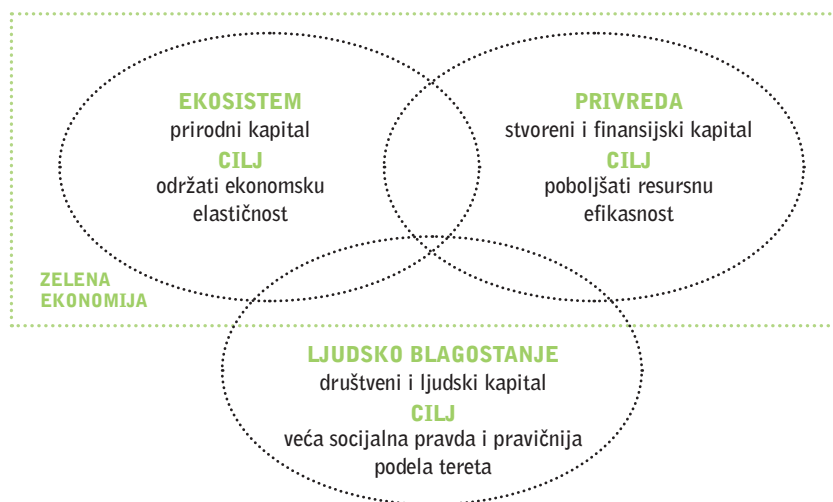 EKOSISTEM
prirodni kapital
CILJ
održati ekonomsku
elastičnost
PRIVREDA
stvoreni i finansijski kapital
CILJ
poboljšati resursnu
efikasnost
ZELENA
EKONOMIJA
LJUDSKO BLAGOSTANJE
društveni i ljudski kapital
CILJ
veća socijalna pravda i pravičnija
podela tereta